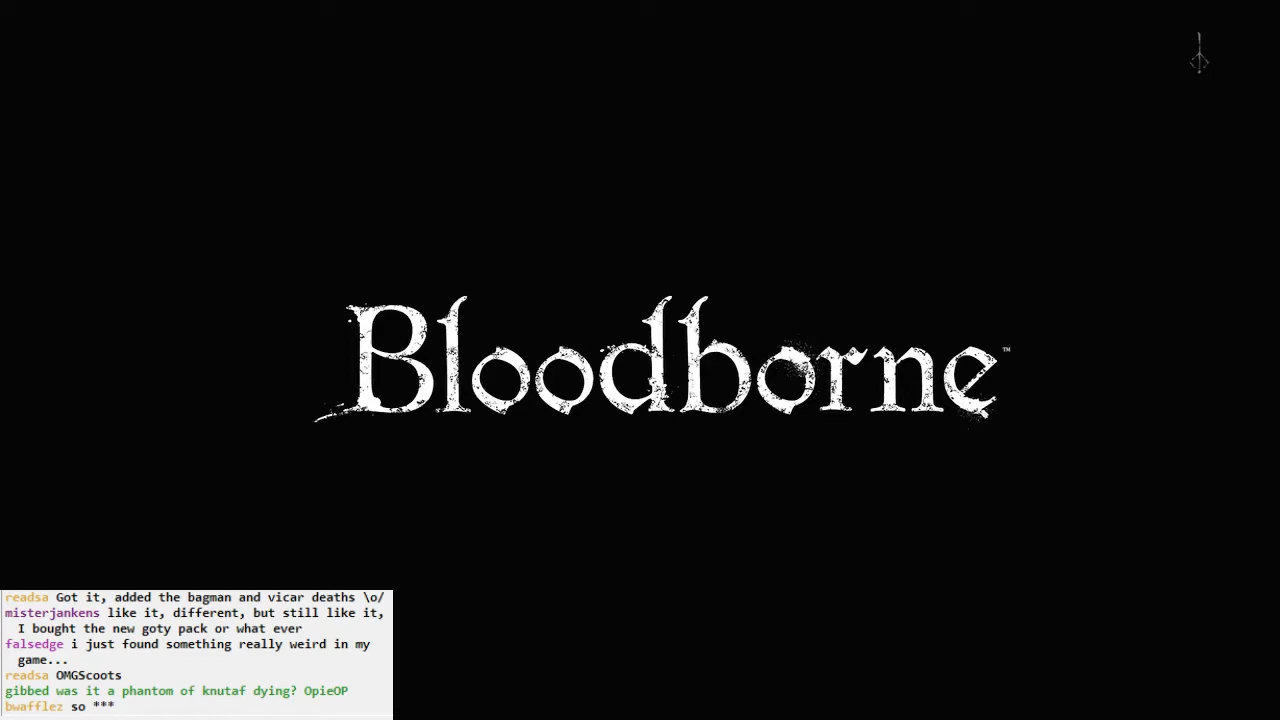 Bloodborne™
readsa Got it, added the bagman and vicar deaths \o/
misterjankens like it, different, but still like it,
I bought the new goty pack or what ever
falsedge i just found something really weird in my
game...
readsa OMGScoots
gibbed was it a phantom of knutaf dying? OpieOP
bwafflez so ***